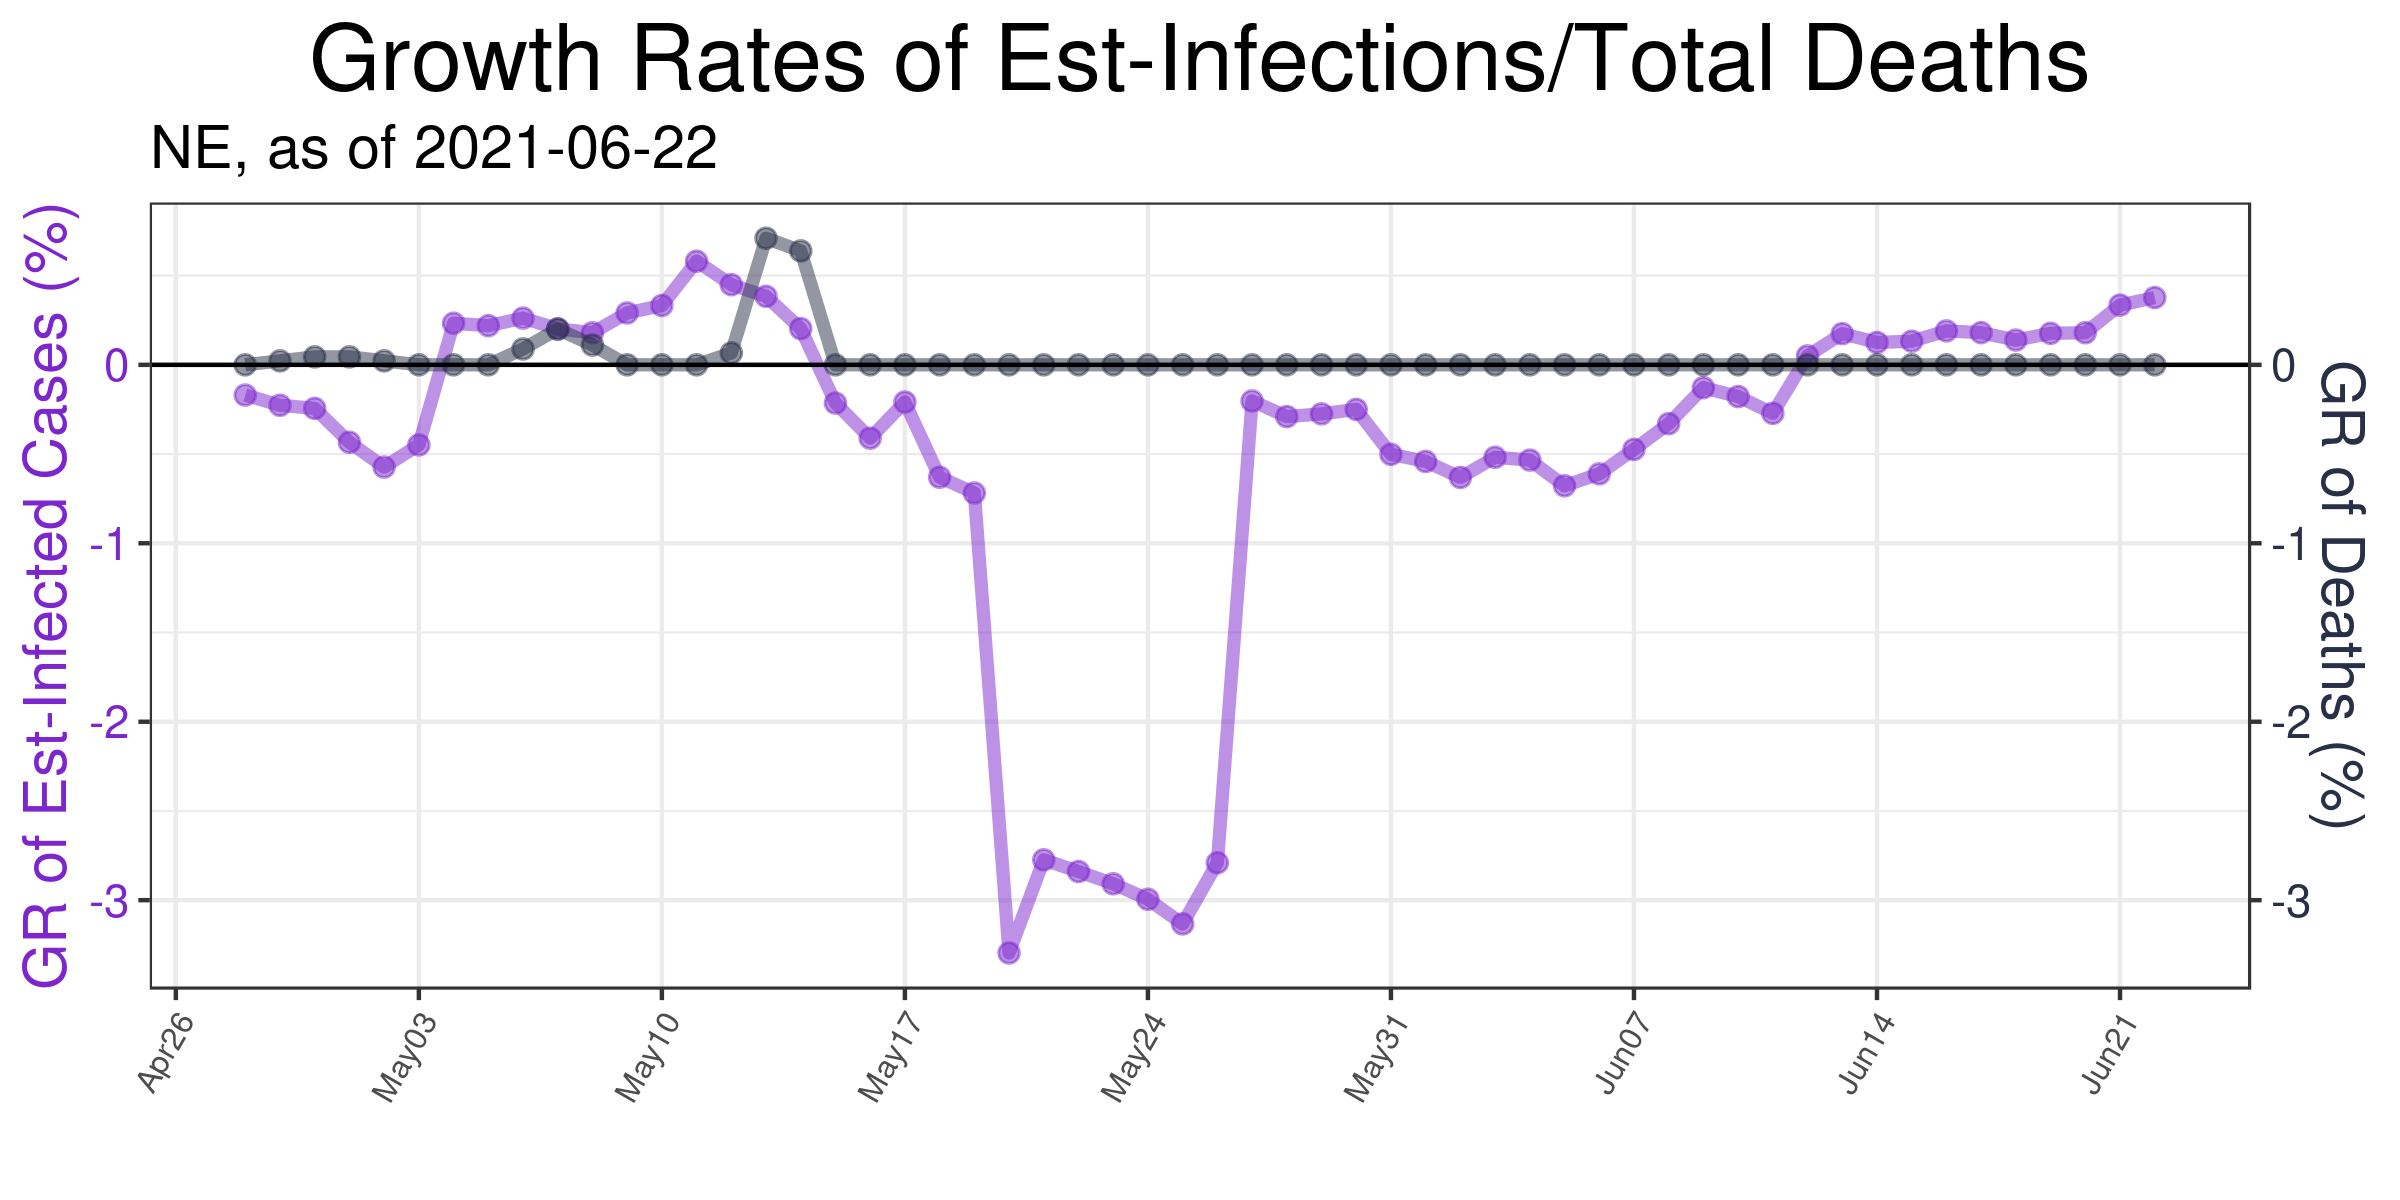 Growth Rates of Est-Infections/Total Deaths
NE, as of 2021-06-22
GR of Est-Infected Cases (%)
0
-1
-2
-3
0
-1
-2
-3
GR of Deaths (%)
Apr26
May03
May10
May17
May24
May31
Jun07
Jun14
Jun21